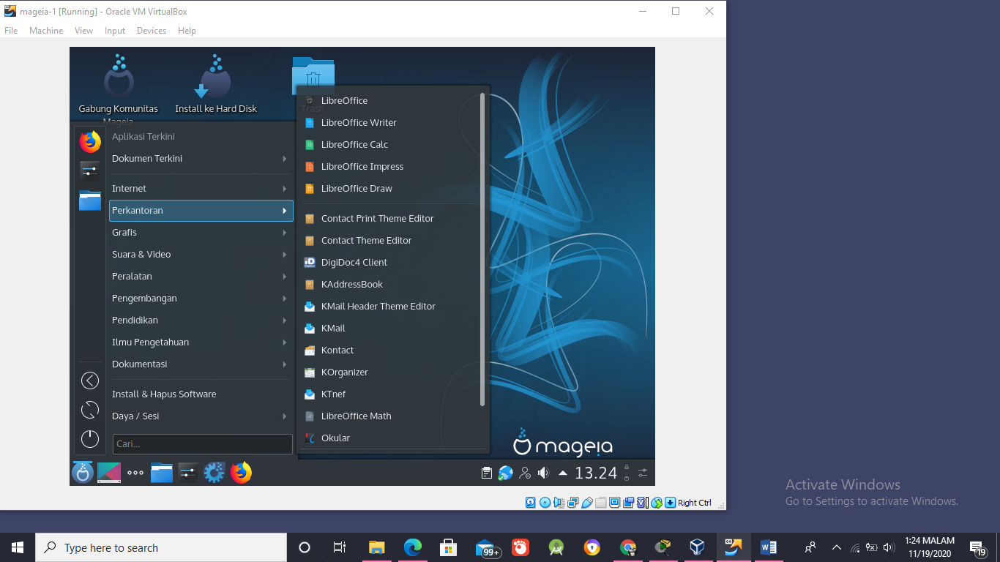 mageia-1 [Running] - Oracle VM VirtualBox
File Machine View Input Devices Help
Gabung Komunitas
Mageia
Install ke Hard Disk
Trash
Aplikasi Terkini
Dokumen Terkini
Internet
Perkantoran
Grafis
Suara & Video
Peralatan
Pengembangan
Pendidikan
Ilmu Pengetahuan
Dokumentasi
Install & Hapus Software
Daya / Sesi
Cari...
LibreOffice
LibreOffice Writer
LibreOffice Calc
LibreOffice Impress
LibreOffice Draw
Contact Print Theme Editor
Contact Theme Editor
DigiDoc4 Client
KAddressBook
KMail Header Theme Editor
KMail
Kontact
KOrganizer
KTnef
LibreOffice Math
Okular
mageia
13.24
Right Ctrl
Activate Windows
Go to Settings to activate Windows.
Type here to search
99+
1:24 MALAM
11/19/2020
19